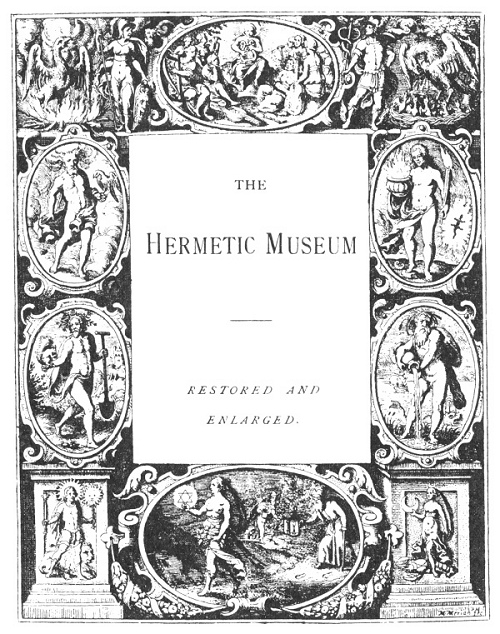 THE
HERMETIC MUSEUM
RESTORED AND
ENLARGED.